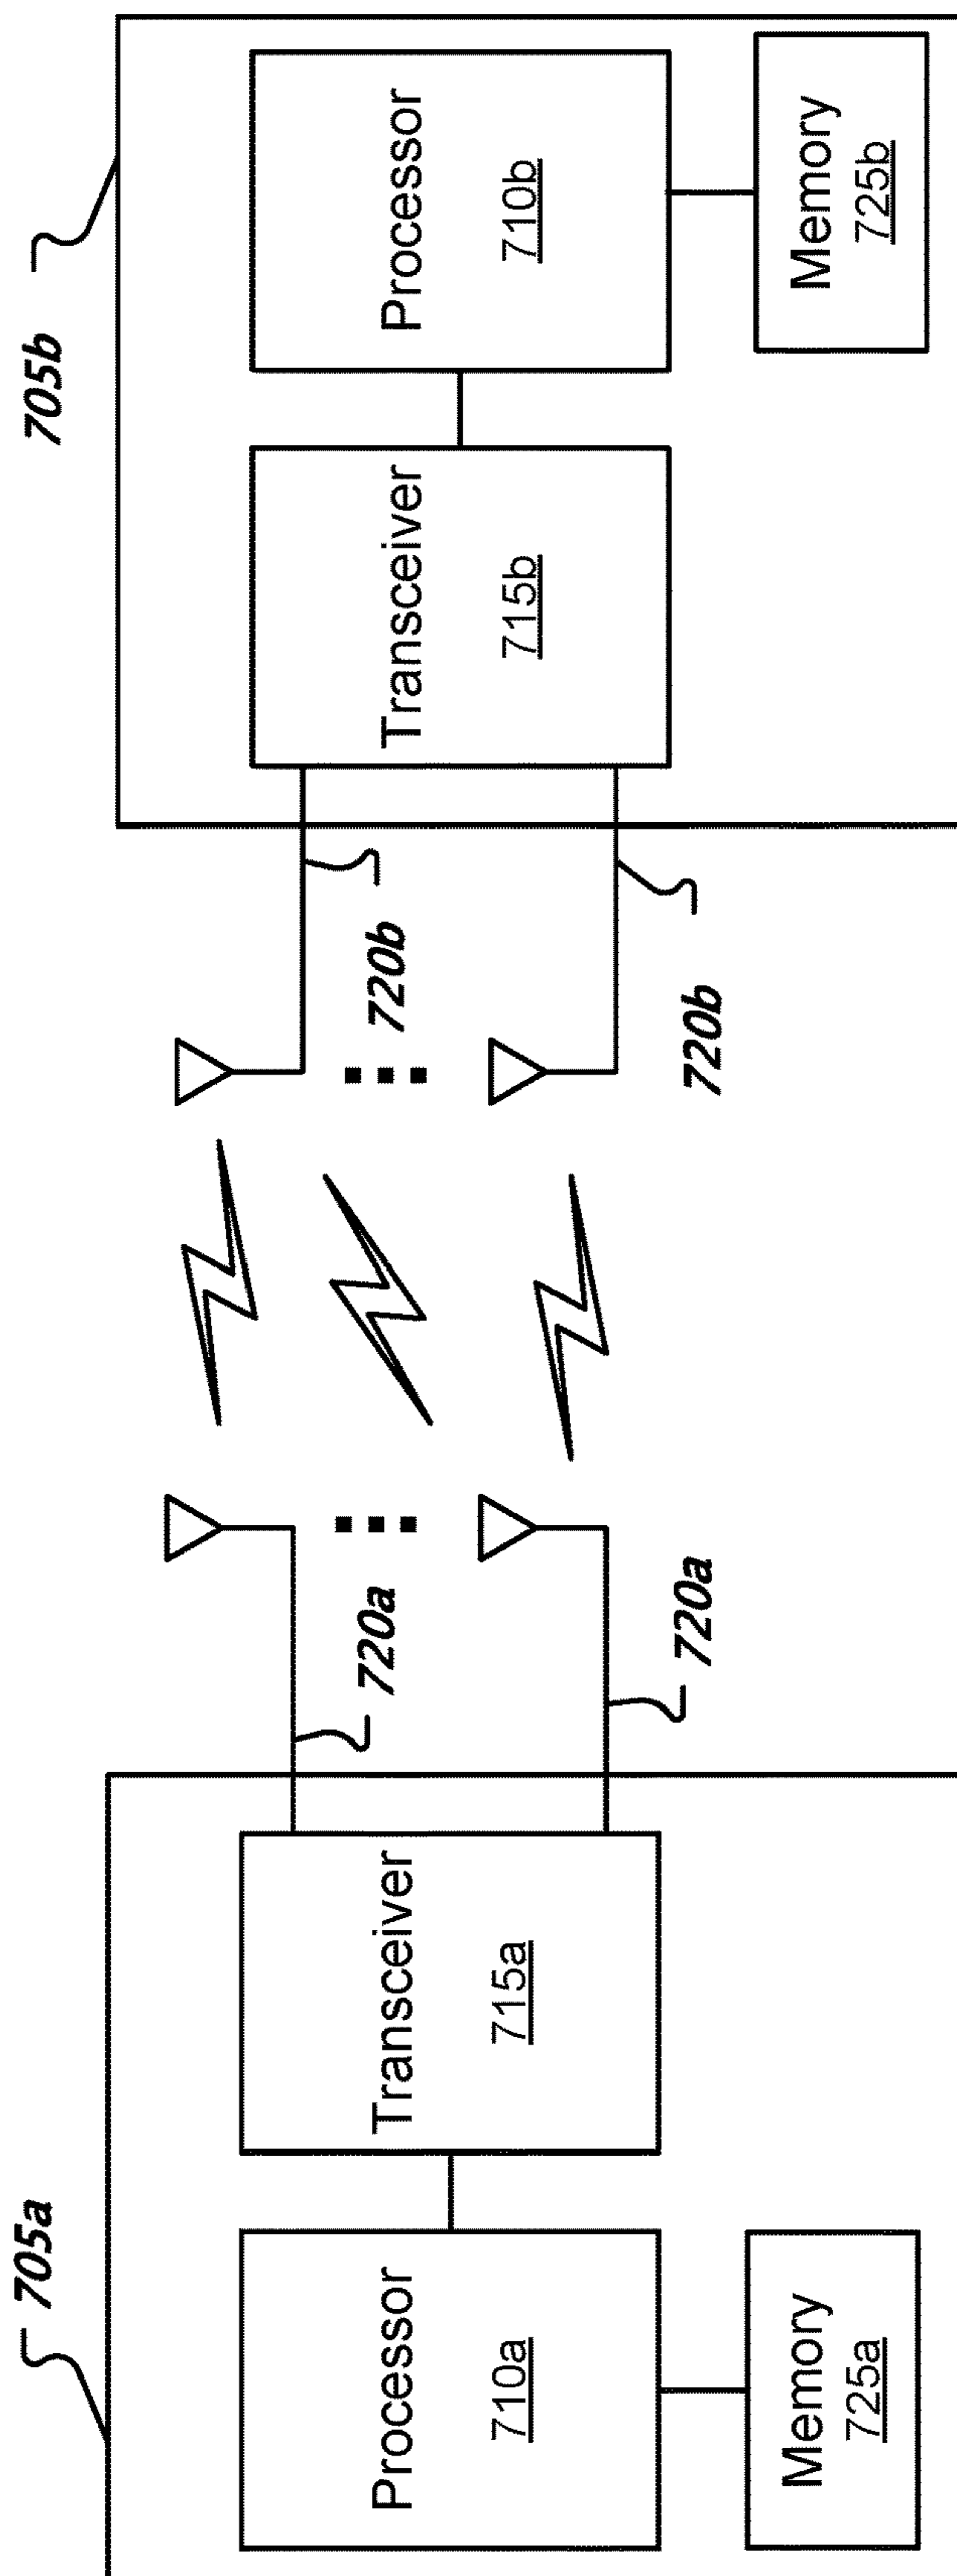 705a
Processor
710a
Memory
725a
Transceiver
715a
720a
720a
720b
720b
705b
Transceiver
715b
Processor
710b
Memory
725b